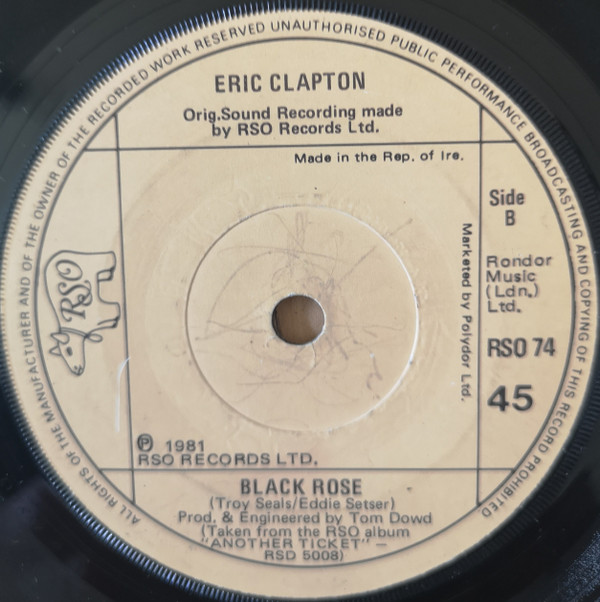 ALL RIGHTS OF THE MANUFACTURER AND OF THE OWNER OF THE RECORDED WORK RESERVED UNAUTHORISED PUBLIC PERFORMANCE BROADCASTING AND COPYING OF THIS RECORD PROHIBITED
ERIC CLAPTON
Orig.Sound Recording made
by RSO Records Ltd.
Made in the Rep. of Ire.
Side
B
RSO
Marketed by Polydor Ltd.
Rondor
Music
(Ldn.)
Ltd.
RSO 74
45
℗ 1981
RSO RECORDS LTD.
BLACK ROSE
(Troy Seals/Eddie Setser)
Prod. & Engineered by Tom Dowd
(Taken from the RSO album
"ANOTHER TICKET" –
RSD 5008)